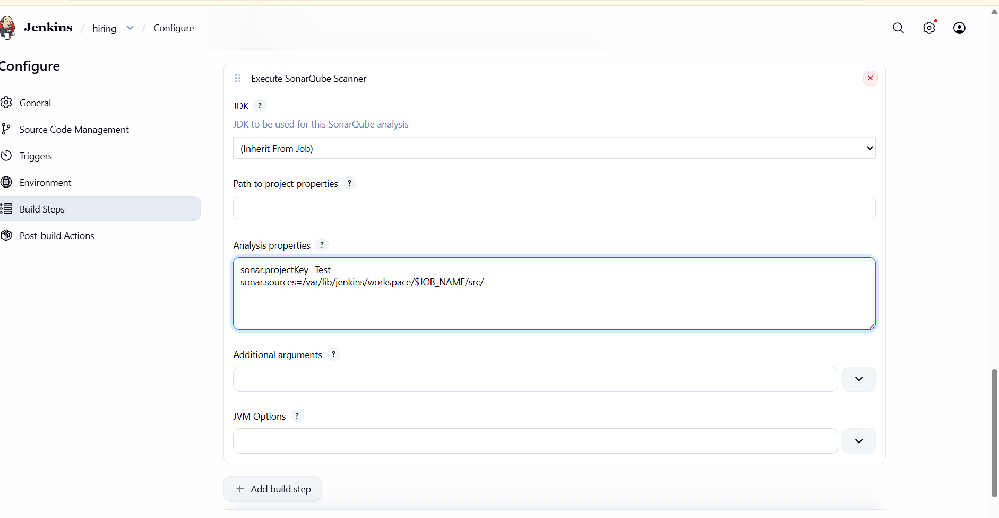 Jenkins / hiring / Configure
Configure
General
Source Code Management
Triggers
Environment
Build Steps
Post-build Actions
Execute SonarQube Scanner
JDK ?
JDK to be used for this SonarQube analysis
(Inherit From Job)
Path to project properties ?
Analysis properties ?
sonar.projectKey=Test
sonar.sources=/var/lib/jenkins/workspace/$JOB_NAME/src/
Additional arguments ?
JVM Options ?
+ Add build step